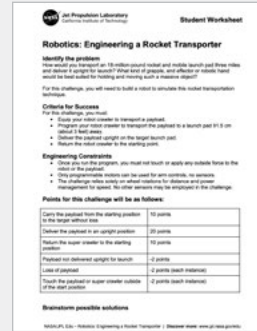 NASA
Jet Propulsion Laboratory
California Institute of Technology
Student Worksheet
Robotics: Engineering a Rocket Transporter
Identify the problem
How would you transport an 18-million-pound rocket and mobile launch pad three miles
and deliver it upright for launch? What kind of grapple, end effector or robotic hand
would be best suited for holding and moving such a massive object?
For this challenge, you will need to build a robot to simulate this rocket transportation
technique.
Criteria for Success
For this challenge, you must:
• Equip your robot crawler to transport a payload.
• Program your robot crawler to transport the payload to a launch pad 91.5 cm
(about 3 feet) away.
• Deliver the payload upright on the target launch pad.
• Return the robot crawler to the starting point.
Engineering Constraints
• Once you run the program, you must not touch or apply any outside force to the
robot or the payload.
• Only programmable motors can be used for arm controls, no sensors.
• The challenge relies solely on wheel rotations for distance and power
management for speed. No other sensors may be employed in the challenge.
Points for this challenge will be as follows:
Carry the payload from the starting position 10 points
to the target without loss
Deliver the payload in an upright position 20 points
Return the super crawler to the starting 10 points
position
Payload not delivered upright for launch -2 points
Loss of payload -2 points (each instance)
Touch the payload or super crawler outside -2 points (each instance)
of the start position
Brainstorm possible solutions
NASA/JPL Edu - Robotics: Engineering a Rocket Transporter | Discover more: www.jpl.nasa.gov/edu